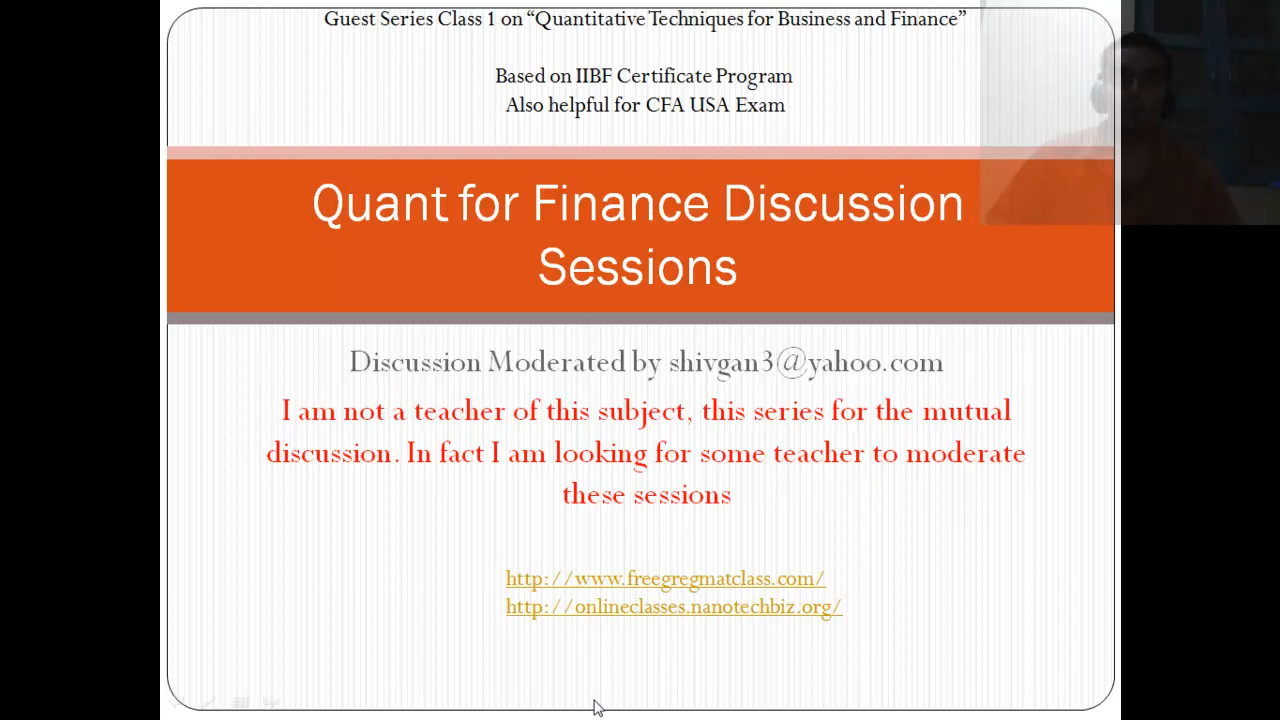 Guest Series Class 1 on “Quantitative Techniques for Business and Finance”
Based on IIBF Certificate Program
Also helpful for CFA USA Exam
Quant for Finance Discussion
Sessions
Discussion Moderated by shivgan3@yahoo.com
I am not a teacher of this subject, this series for the mutual
discussion. In fact I am looking for some teacher to moderate
these sessions
http://www.freegregmatclass.com/
http://onlineclasses.nanotechbiz.org/